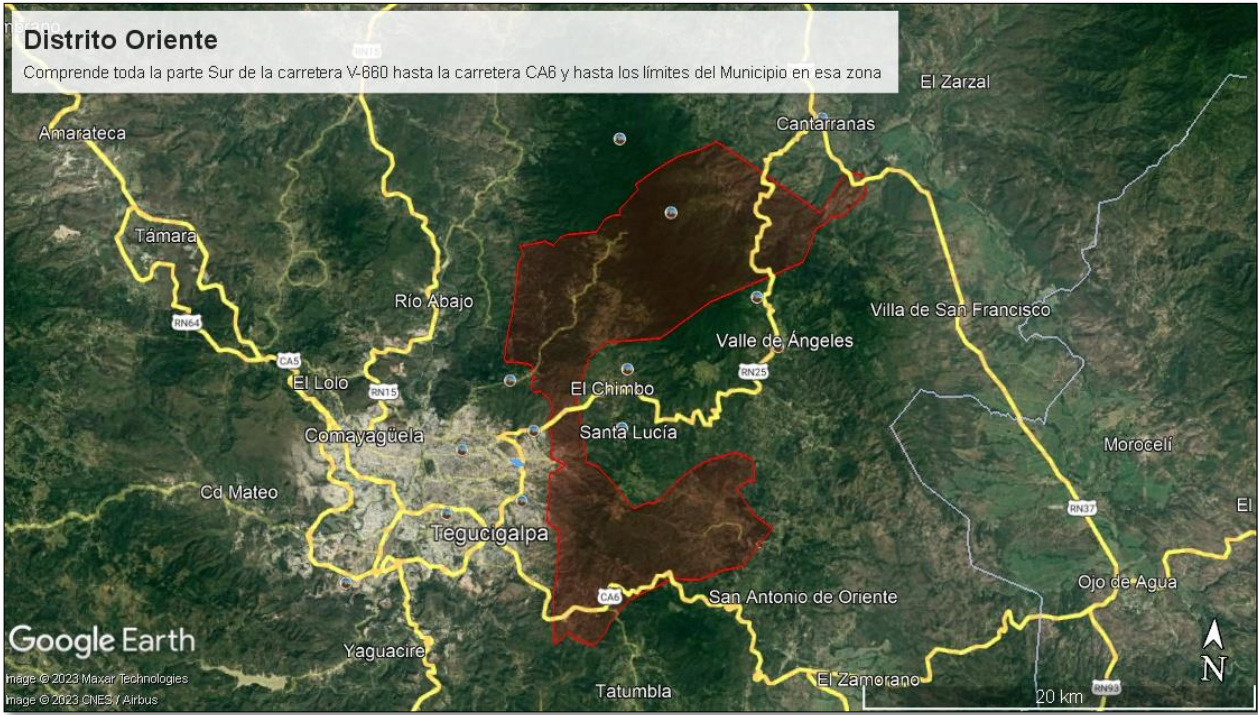 Distrito Oriente
Comprende toda la parte Sur de la carretera V-660 hasta la carretera CA6 y hasta los límites del Municipio en esa zona
RN15
El Zarzal
Cantarranas
Amarateca
Támara
Río Abajo
RN64
Villa de San Francisco
Valle de Ángeles
CA5
RN25
El Lolo
RN15
El Chimbo
Comayagüela
Santa Lucía
Morocelí
Cd Mateo
RN37
El
Tegucigalpa
Ojo de Agua
CA6
San Antonio de Oriente
Google Earth
Yaguacire
N
Image © 2023 Maxar Technologies
Image © 2023 CNES / Airbus
Tatumbla
El Zamorano
20 km
RN93